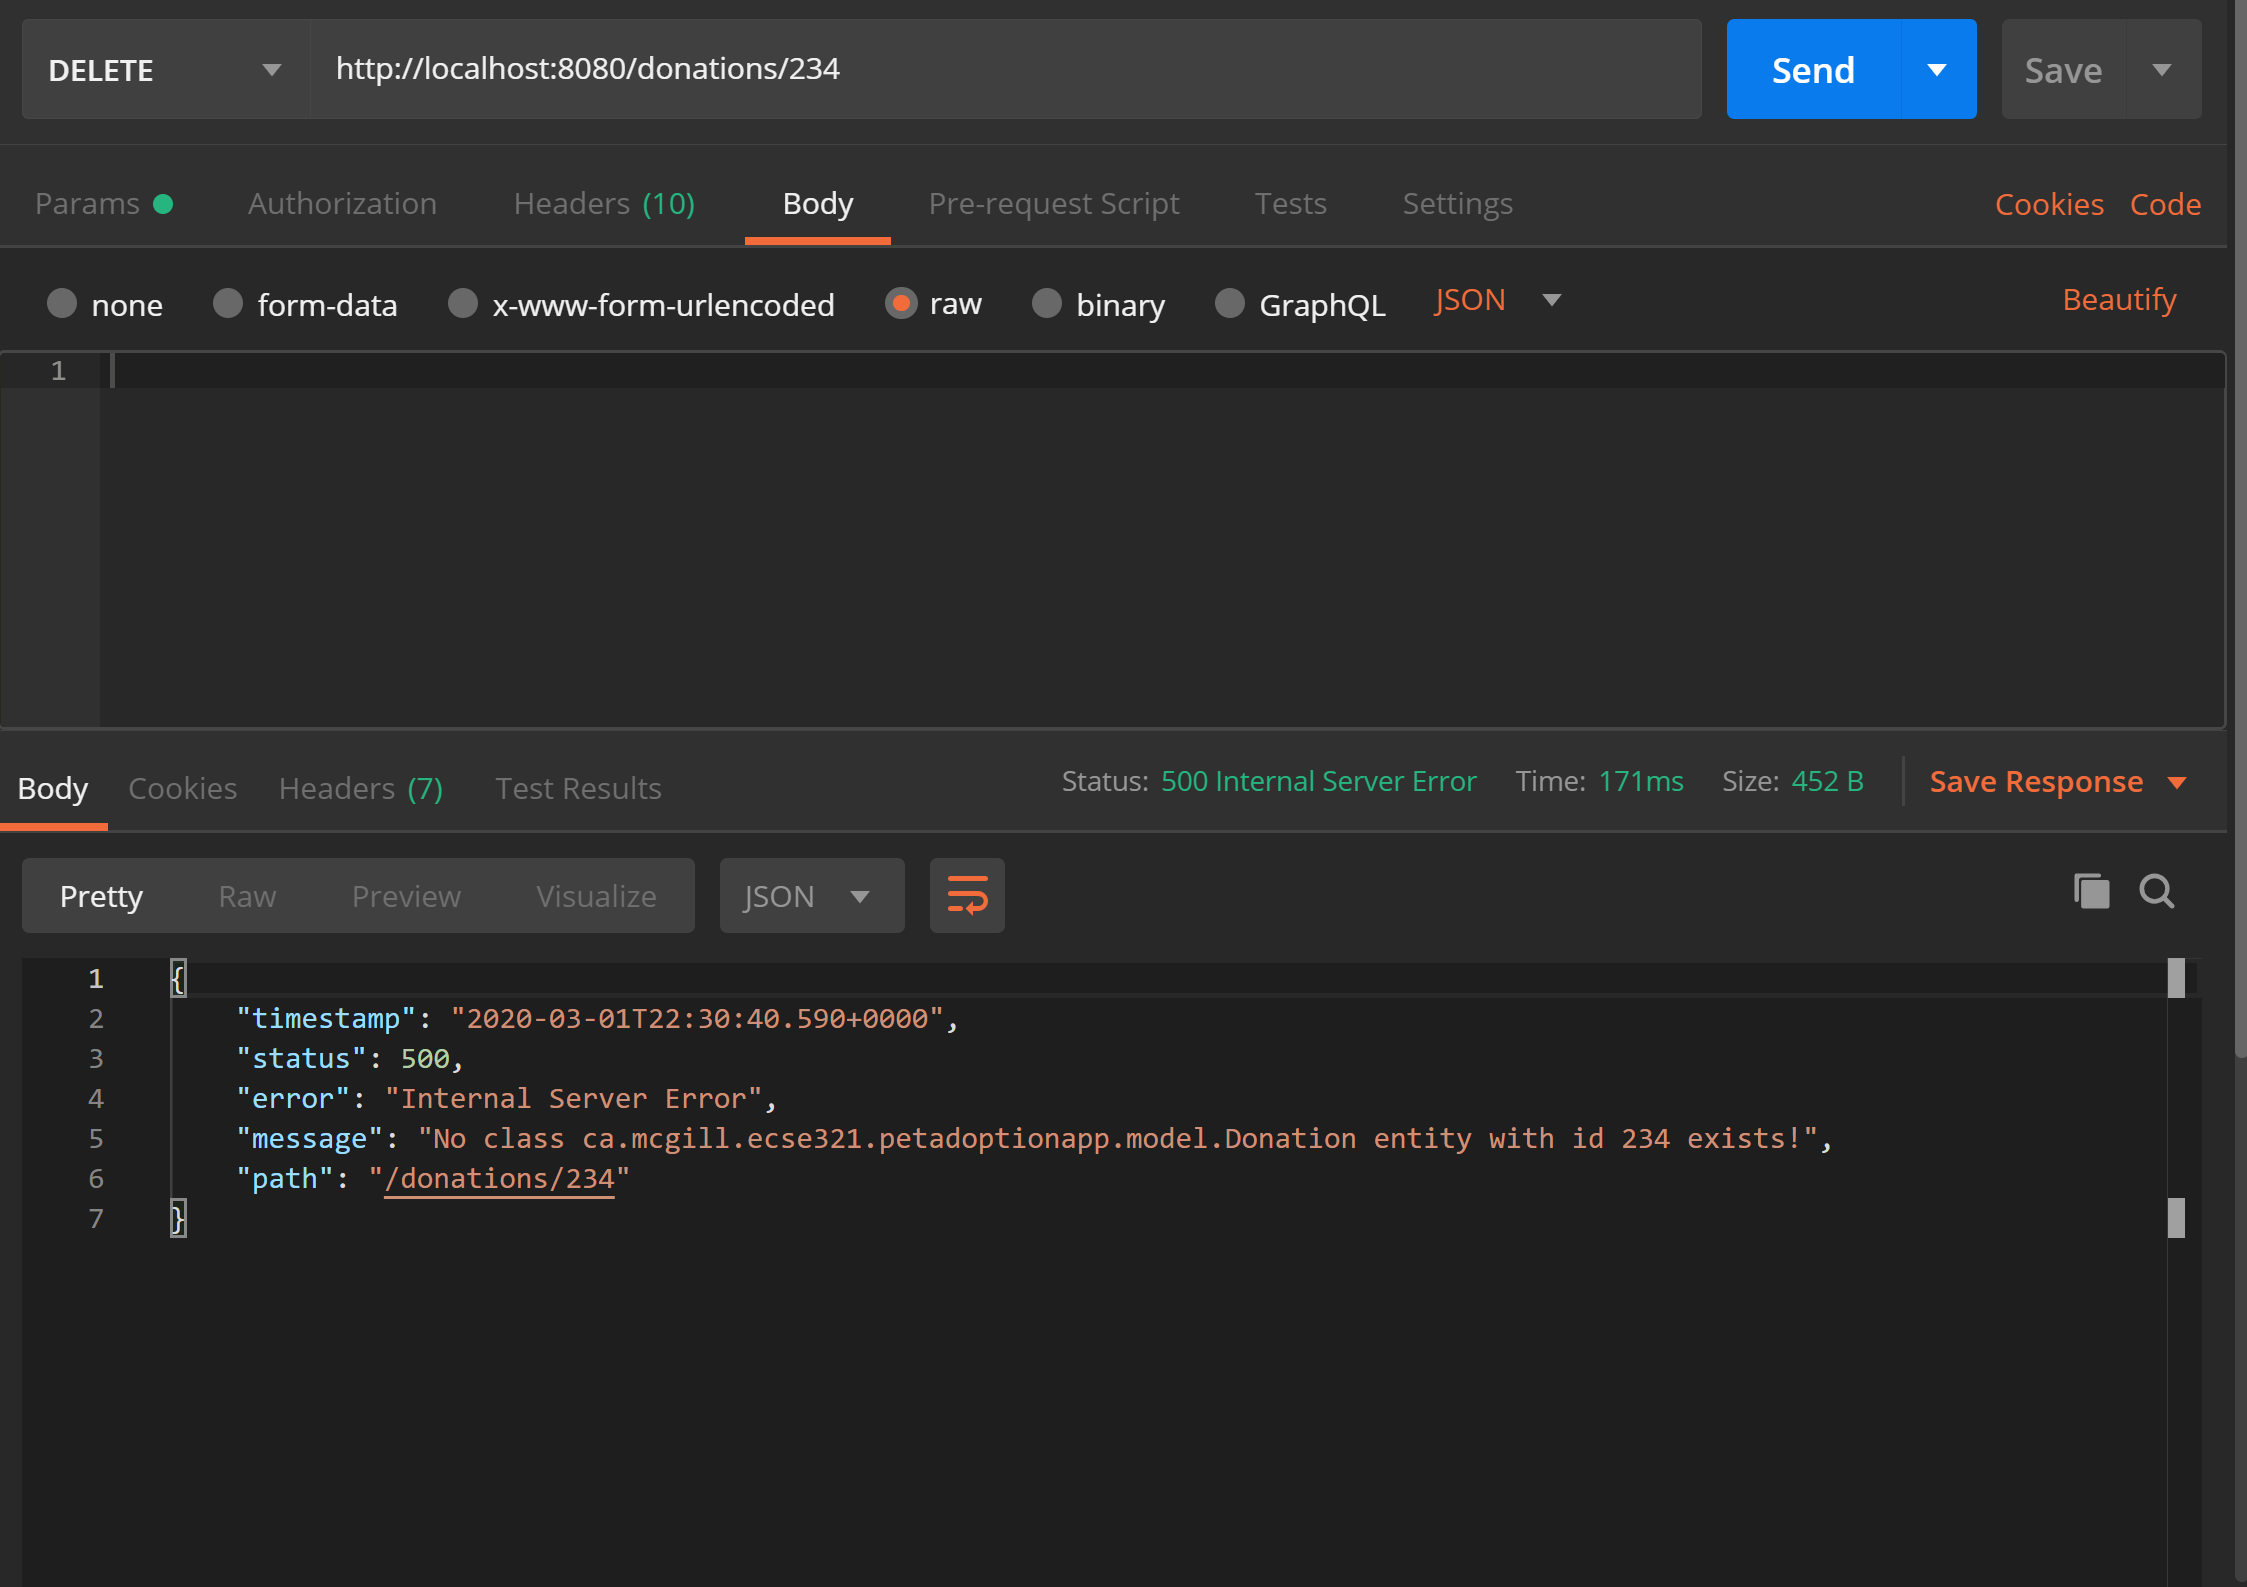 DELETE http://localhost:8080/donations/234 Send Save
Params Authorization Headers (10) Body Pre-request Script Tests Settings Cookies Code
none form-data x-www-form-urlencoded raw binary GraphQL JSON Beautify
1
Body Cookies Headers (7) Test Results Status: 500 Internal Server Error Time: 171ms Size: 452 B Save Response
Pretty Raw Preview Visualize JSON
1 {
2 "timestamp": "2020-03-01T22:30:40.590+0000",
3 "status": 500,
4 "error": "Internal Server Error",
5 "message": "No class ca.mcgill.ecse321.petadoptionapp.model.Donation entity with id 234 exists!",
6 "path": "/donations/234"
7 }